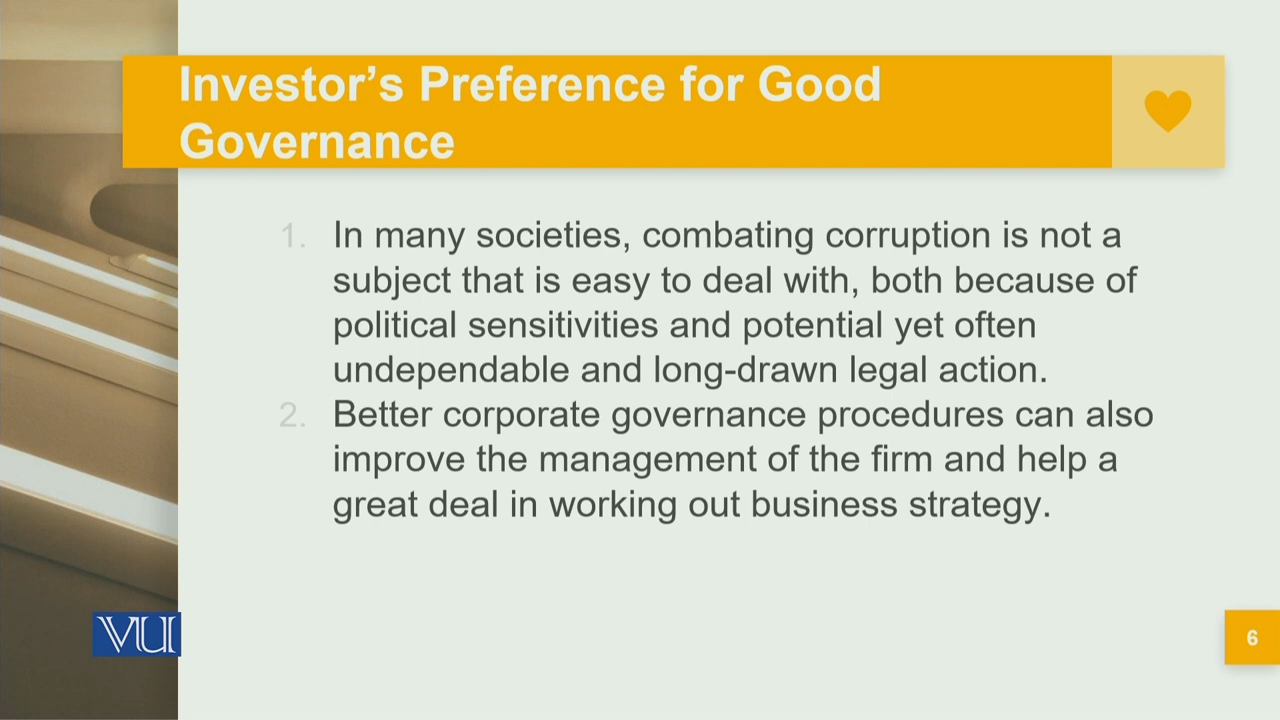 Investor’s Preference for Good
Governance
1. In many societies, combating corruption is not a
subject that is easy to deal with, both because of
political sensitivities and potential yet often
undependable and long-drawn legal action.
2. Better corporate governance procedures can also
improve the management of the firm and help a
great deal in working out business strategy.
VU
6